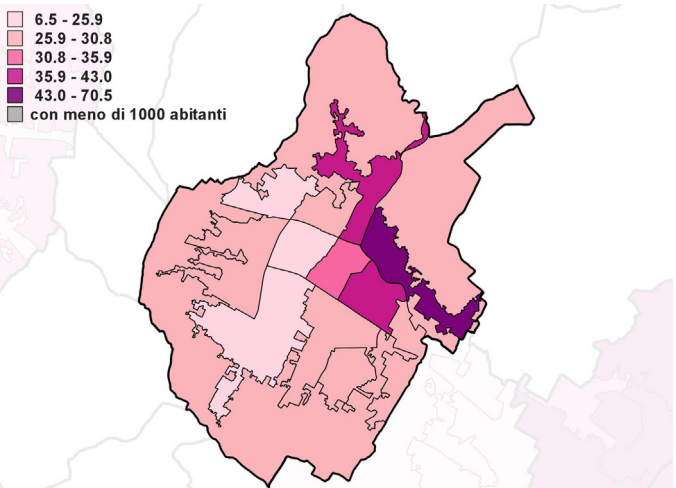 6.5 - 25.9
25.9 - 30.8
30.8 - 35.9
35.9 - 43.0
43.0 - 70.5
con meno di 1000 abitanti